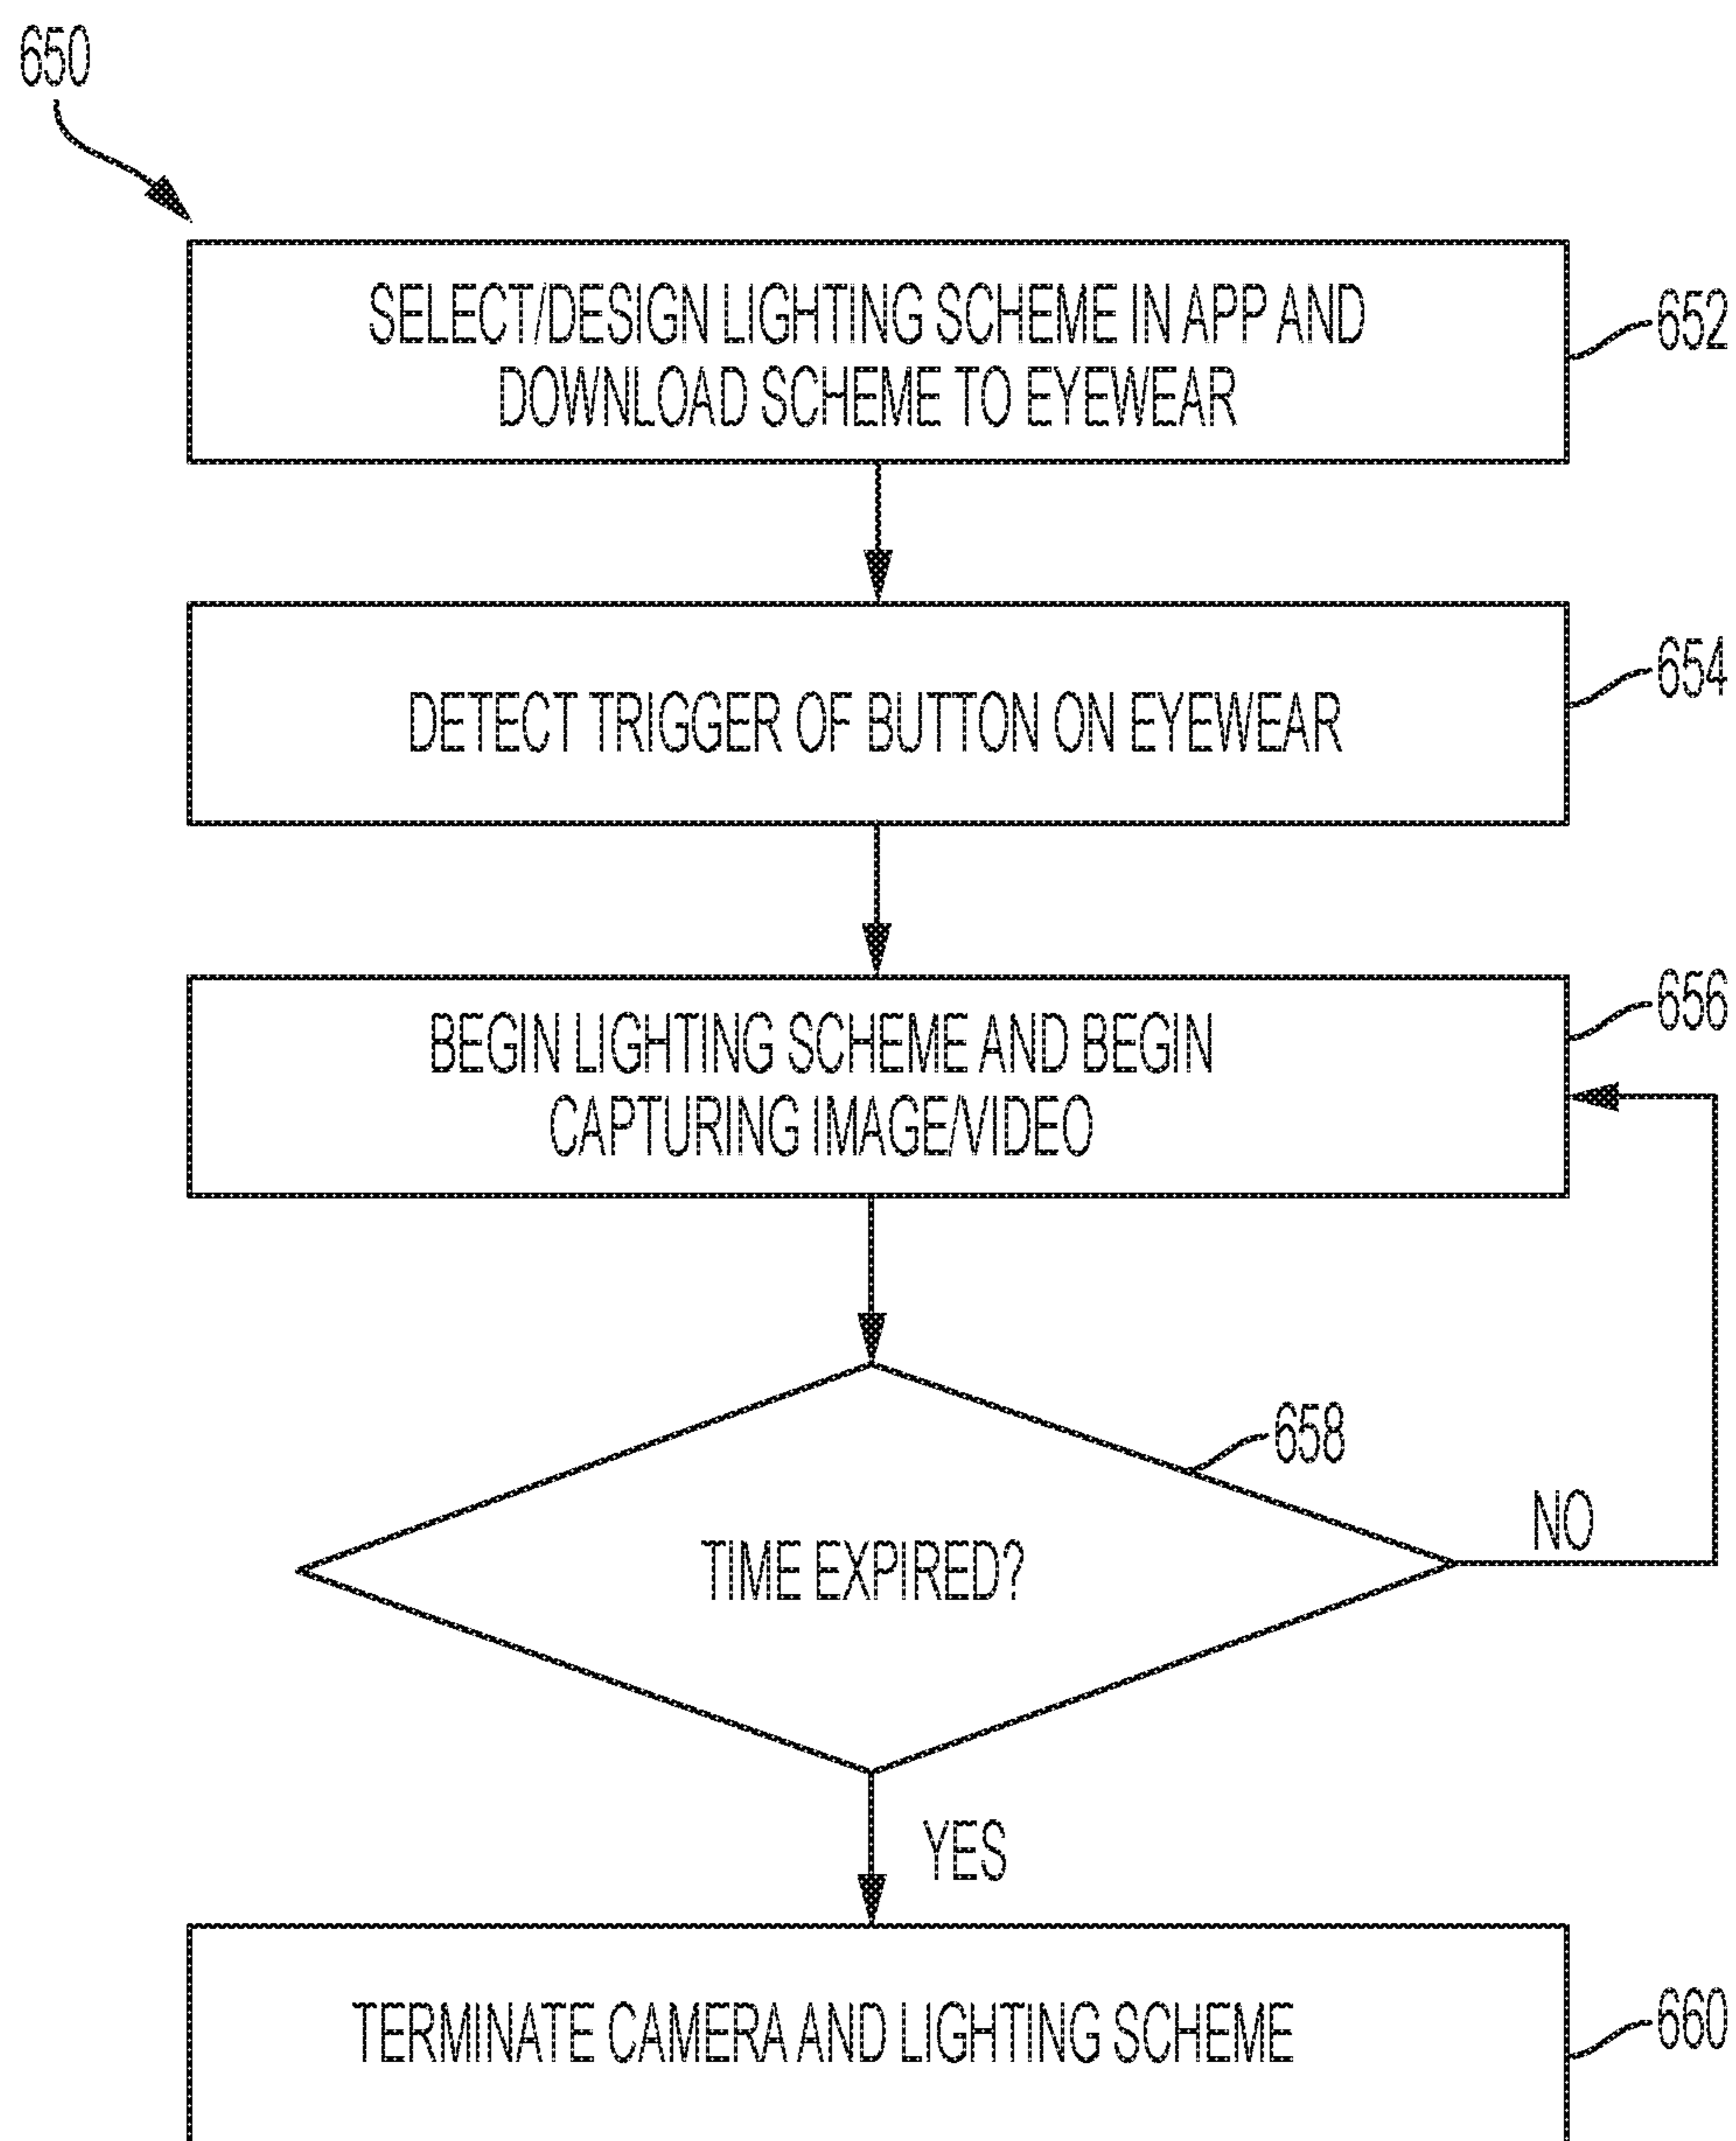 650
SELECT/DESIGN LIGHTING SCHEME IN APP AND
DOWNLOAD SCHEME TO EYEWEAR
652
DETECT TRIGGER OF BUTTON ON EYEWEAR
654
BEGIN LIGHTING SCHEME AND BEGIN
CAPTURING IMAGE/VIDEO
656
658
TIME EXPIRED?
NO
YES
TERMINATE CAMERA AND LIGHTING SCHEME
660